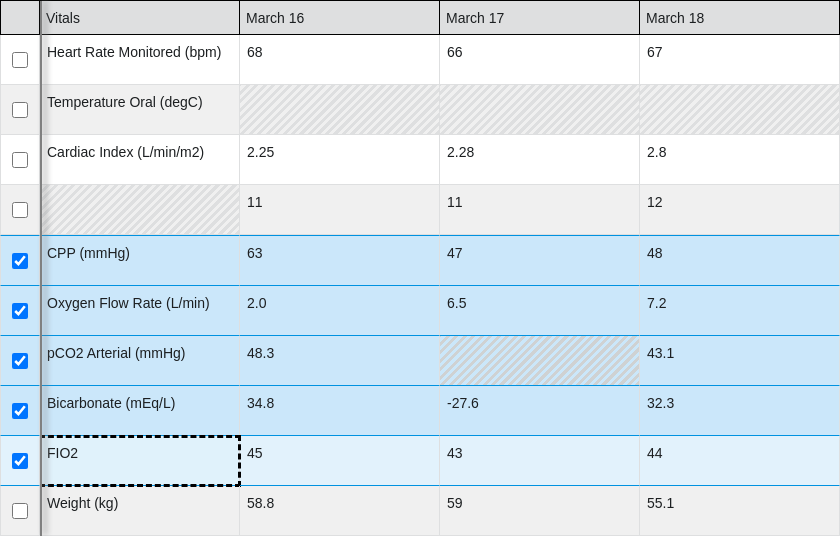 Vitals March 16 March 17 March 18
Heart Rate Monitored (bpm) 68 66 67
Temperature Oral (degC)
Cardiac Index (L/min/m2) 2.25 2.28 2.8
11 11 12
CPP (mmHg) 63 47 48
Oxygen Flow Rate (L/min) 2.0 6.5 7.2
pCO2 Arterial (mmHg) 48.3 43.1
Bicarbonate (mEq/L) 34.8 -27.6 32.3
FIO2 45 43 44
Weight (kg) 58.8 59 55.1